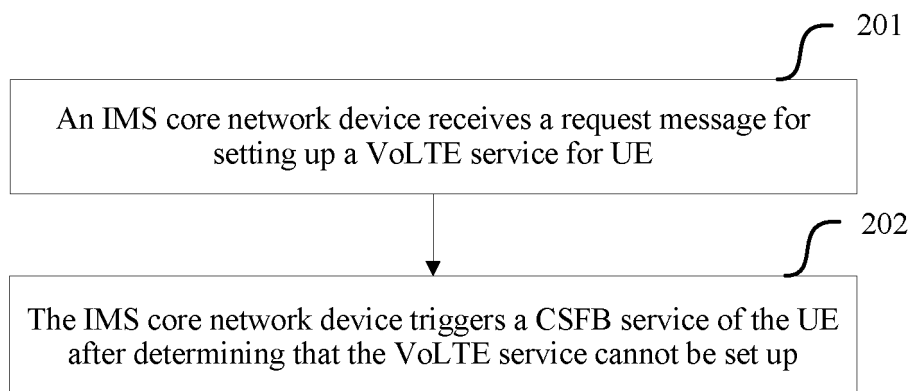 201
An IMS core network device receives a request message for
setting up a VoLTE service for UE
202
The IMS core network device triggers a CSFB service of the UE
after determining that the VoLTE service cannot be set up